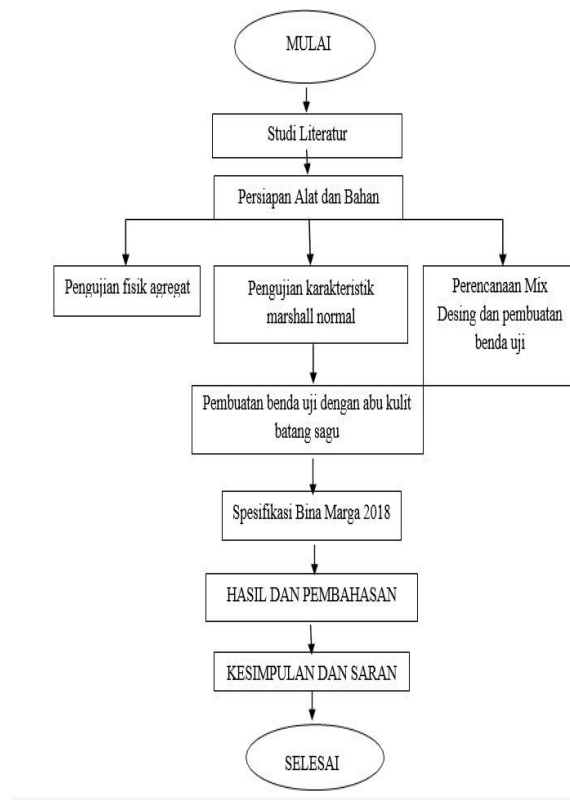 MULAI
Studi Literatur
Persiapan Alat dan Bahan
Pengujian fisik agregat
Pengujian karakteristik
marshall normal
Perencanaan Mix
Desing dan pembuatan
benda uji
Pembuatan benda uji dengan abu kulit
batang sagu
Spesifikasi Bina Marga 2018
HASIL DAN PEMBAHASAN
KESIMPULAN DAN SARAN
SELESAI